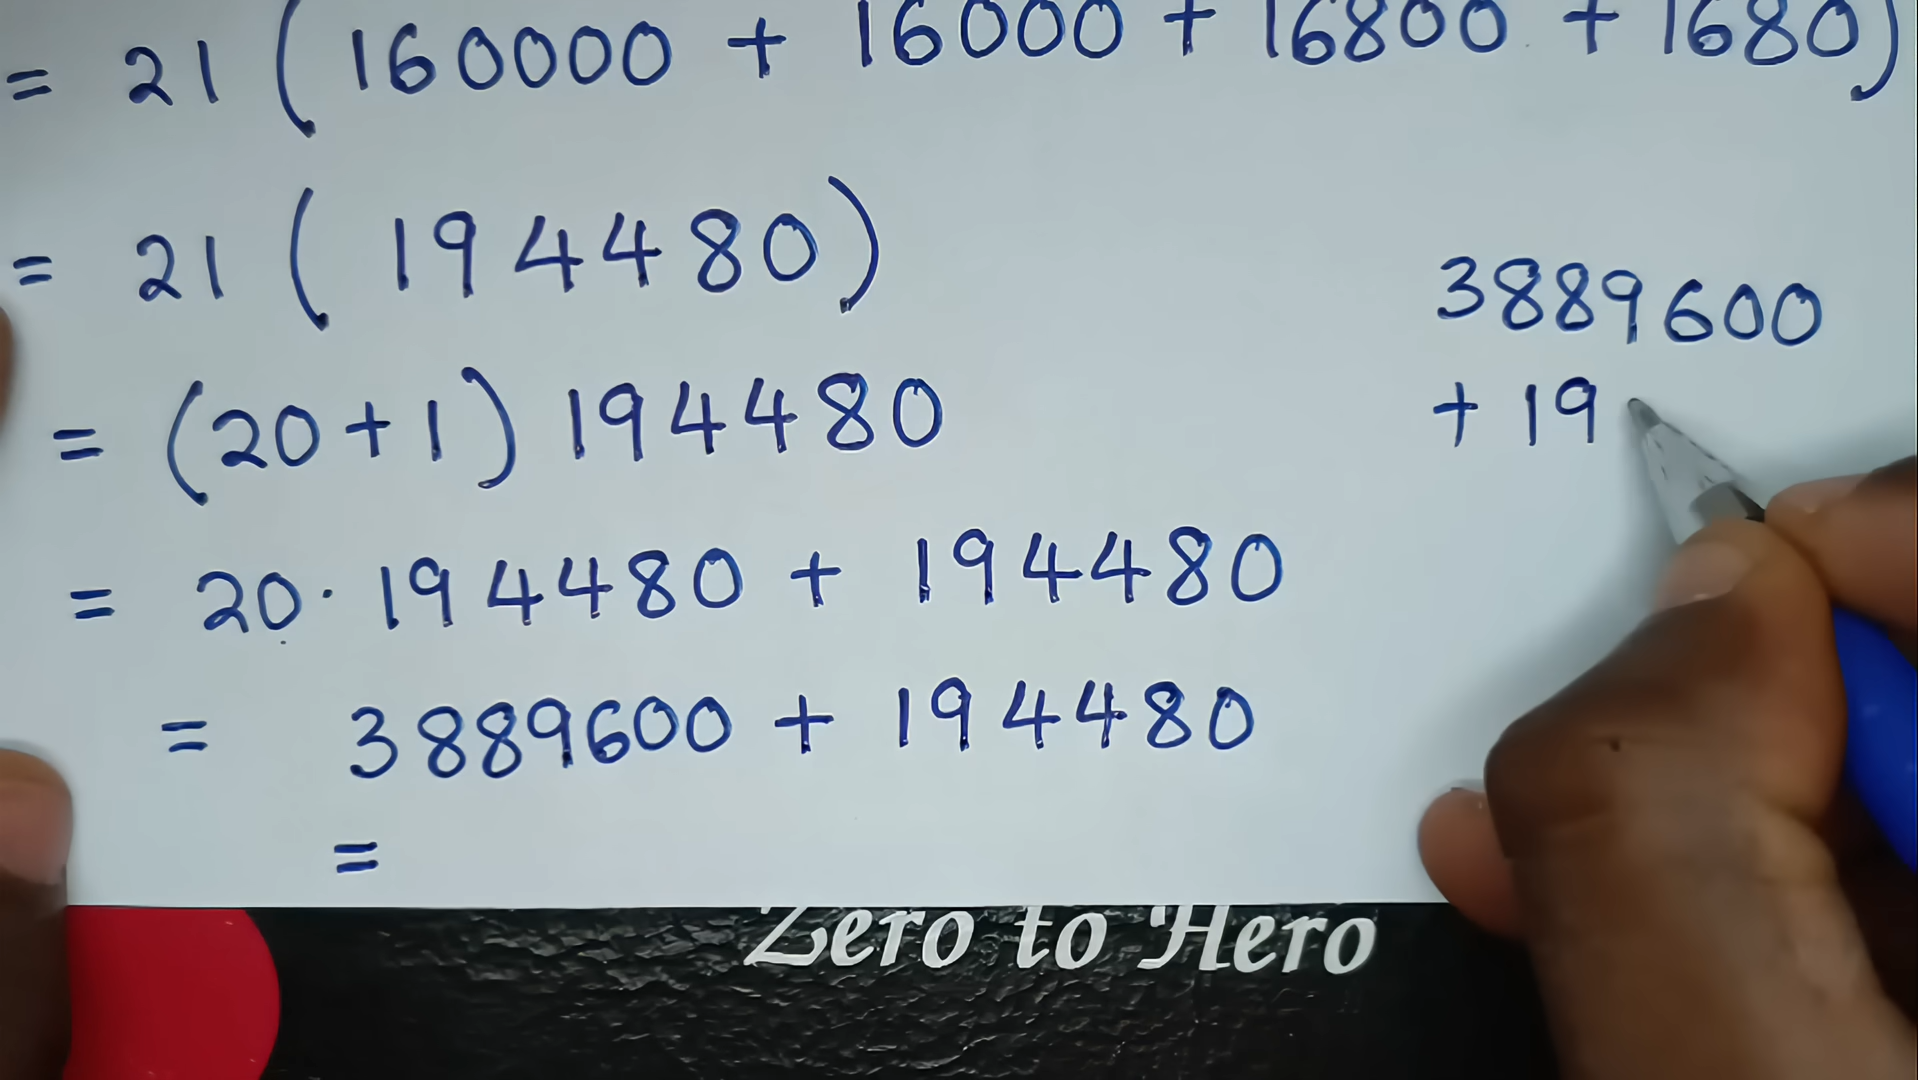 = 21 ( 160000 + 16000 + 16800 + 1680 )
= 21 ( 194480 )
3889600
+ 19
= ( 20 + 1 ) 194480
= 20 · 194480 + 194480
= 3889600 + 194480
=
Zero to Hero